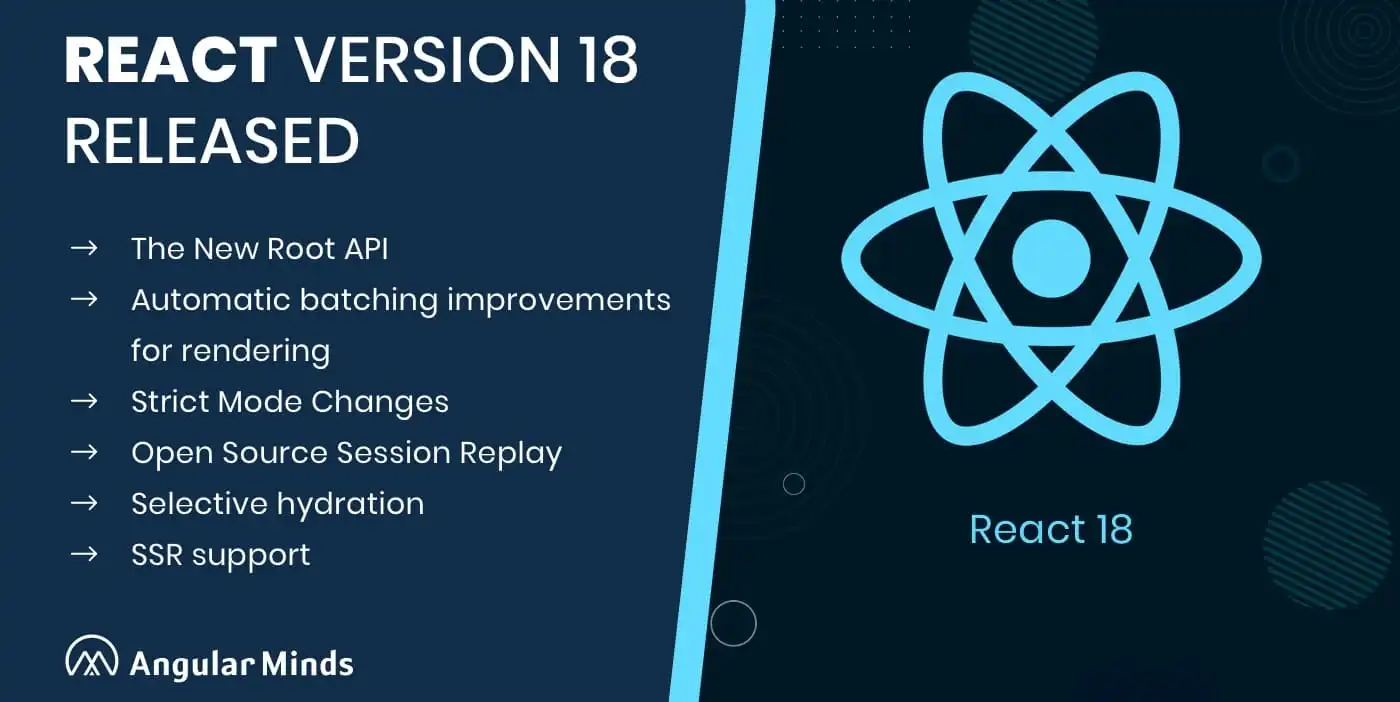 REACT VERSION 18
RELEASED
→ The New Root API
→ Automatic batching improvements
for rendering
→ Strict Mode Changes
→ Open Source Session Replay
→ Selective hydration
→ SSR support
Angular Minds
React 18